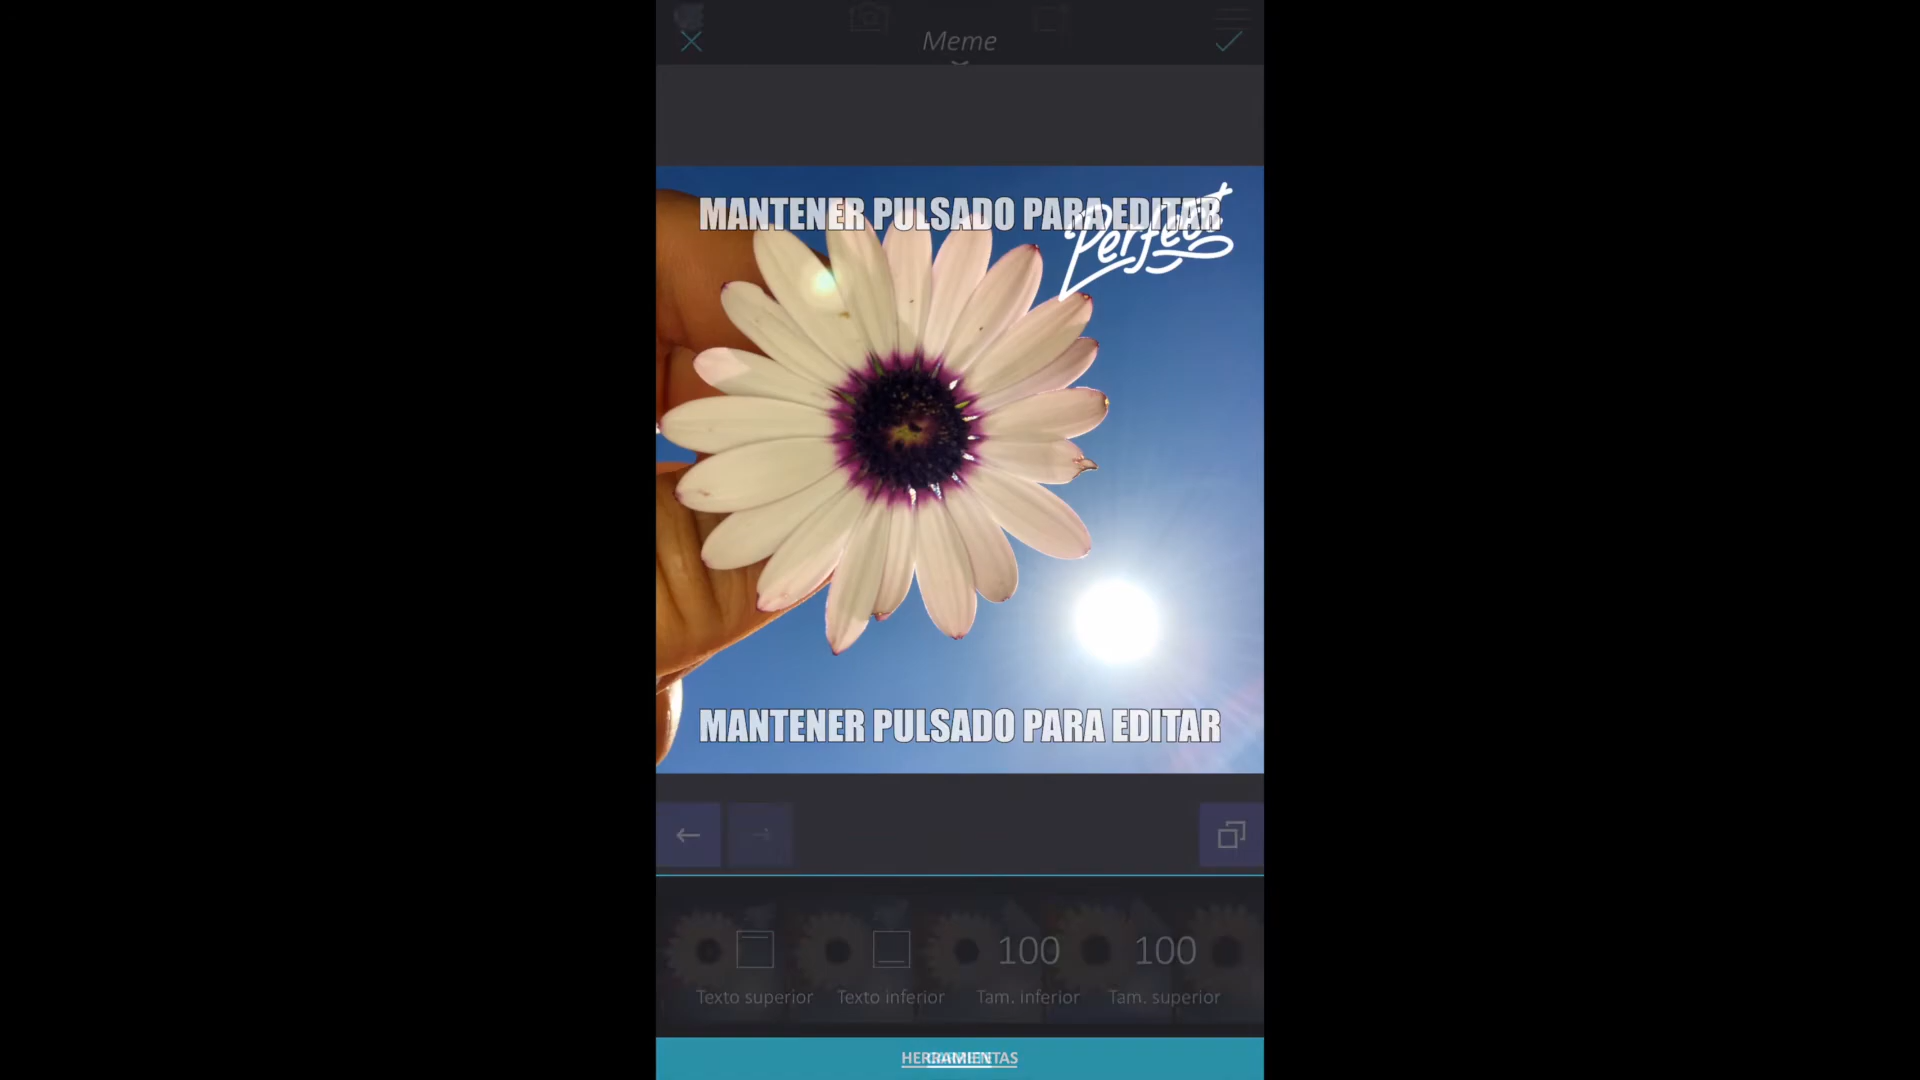 Meme
MANTENER PULSADO PARA EDITAR
Perfect
MANTENER PULSADO PARA EDITAR
100
100
Texto superior
Texto inferior
Tam. inferior
Tam. superior
HERRAMIENTAS